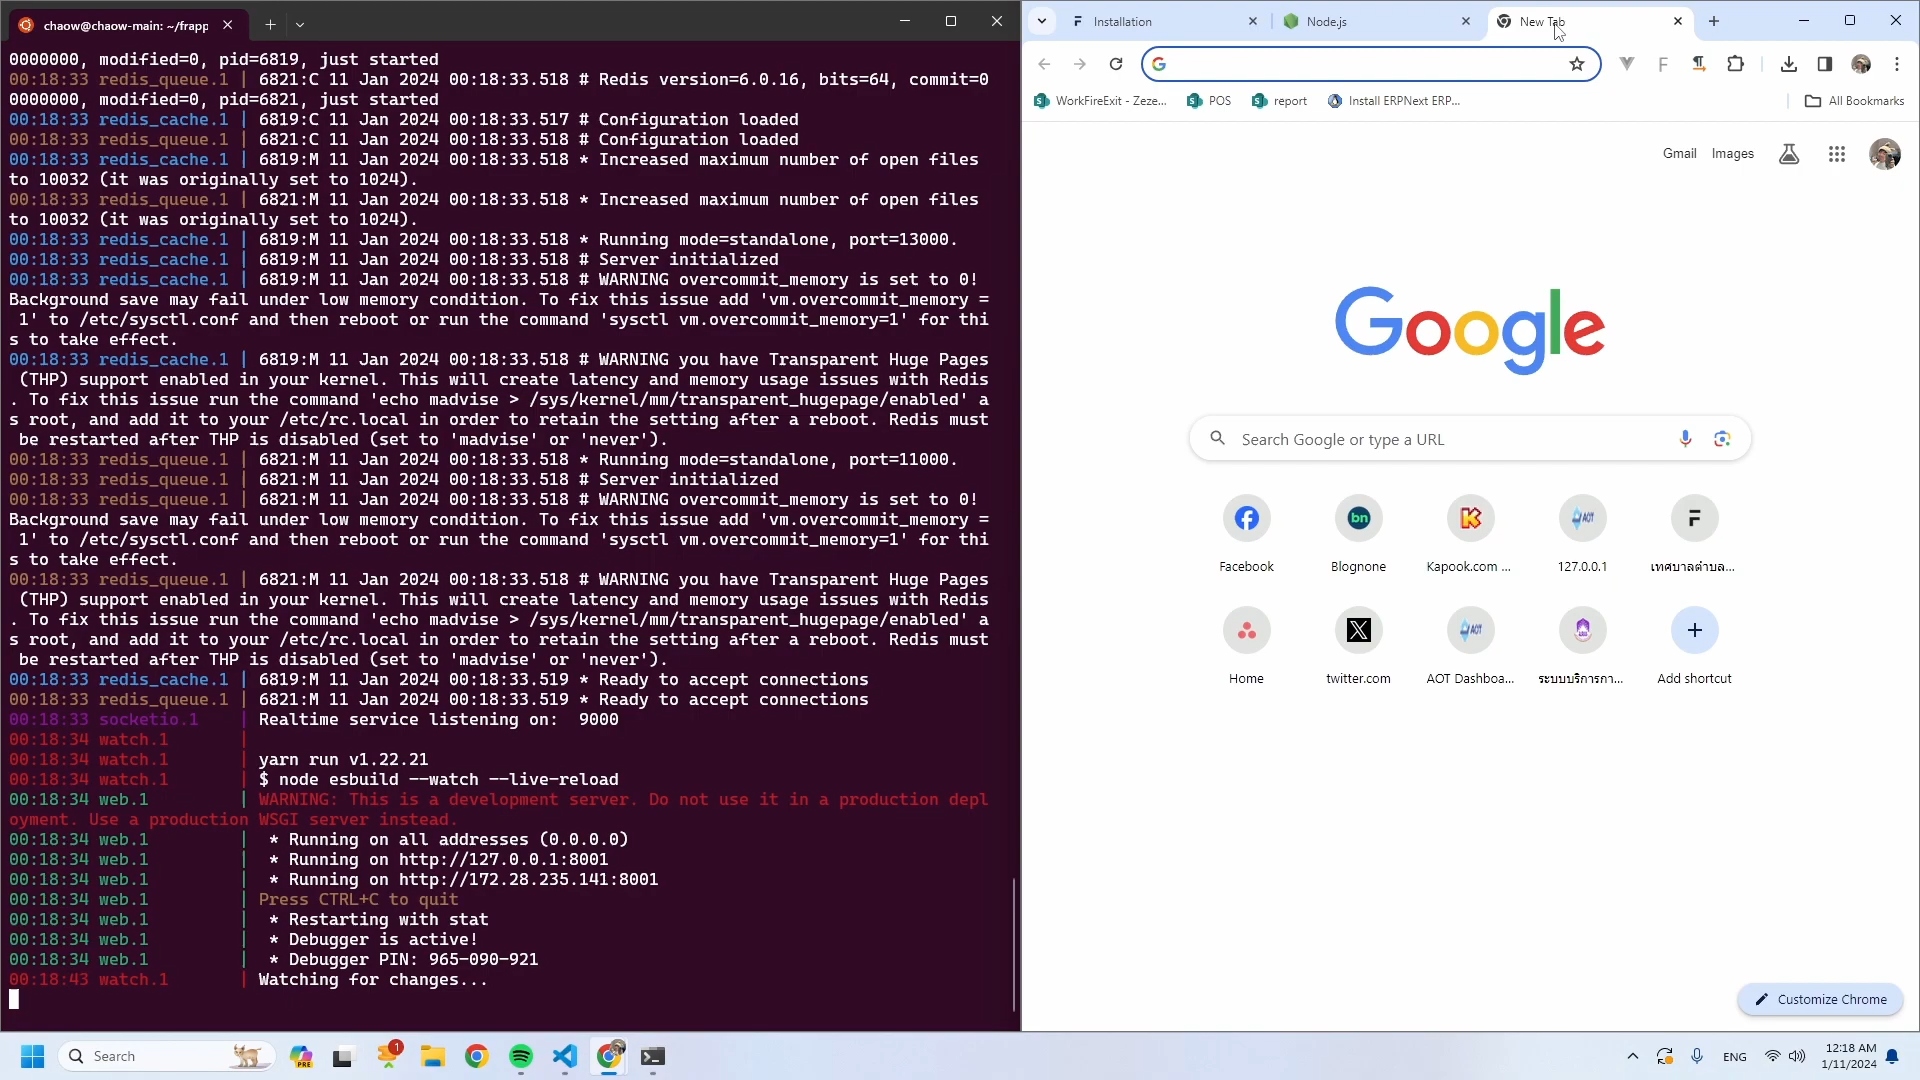 chaow@chaow-main: ~/frapp
0000000, modified=0, pid=6819, just started
00:18:33 redis_queue.1 | 6821:C 11 Jan 2024 00:18:33.518 # Redis version=6.0.16, bits=64, commit=0
0000000, modified=0, pid=6821, just started
00:18:33 redis_cache.1 | 6819:C 11 Jan 2024 00:18:33.517 # Configuration loaded
00:18:33 redis_queue.1 | 6821:C 11 Jan 2024 00:18:33.518 # Configuration loaded
00:18:33 redis_cache.1 | 6819:M 11 Jan 2024 00:18:33.518 * Increased maximum number of open files
to 10032 (it was originally set to 1024).
00:18:33 redis_queue.1 | 6821:M 11 Jan 2024 00:18:33.518 * Increased maximum number of open files
to 10032 (it was originally set to 1024).
00:18:33 redis_cache.1 | 6819:M 11 Jan 2024 00:18:33.518 * Running mode=standalone, port=13000.
00:18:33 redis_cache.1 | 6819:M 11 Jan 2024 00:18:33.518 # Server initialized
00:18:33 redis_cache.1 | 6819:M 11 Jan 2024 00:18:33.518 # WARNING overcommit_memory is set to 0!
Background save may fail under low memory condition. To fix this issue add 'vm.overcommit_memory =
1' to /etc/sysctl.conf and then reboot or run the command 'sysctl vm.overcommit_memory=1' for thi
s to take effect.
00:18:33 redis_cache.1 | 6819:M 11 Jan 2024 00:18:33.518 # WARNING you have Transparent Huge Pages
(THP) support enabled in your kernel. This will create latency and memory usage issues with Redis
. To fix this issue run the command 'echo madvise > /sys/kernel/mm/transparent_hugepage/enabled' a
s root, and add it to your /etc/rc.local in order to retain the setting after a reboot. Redis must
be restarted after THP is disabled (set to 'madvise' or 'never').
00:18:33 redis_queue.1 | 6821:M 11 Jan 2024 00:18:33.518 * Running mode=standalone, port=11000.
00:18:33 redis_queue.1 | 6821:M 11 Jan 2024 00:18:33.518 # Server initialized
00:18:33 redis_queue.1 | 6821:M 11 Jan 2024 00:18:33.518 # WARNING overcommit_memory is set to 0!
Background save may fail under low memory condition. To fix this issue add 'vm.overcommit_memory =
1' to /etc/sysctl.conf and then reboot or run the command 'sysctl vm.overcommit_memory=1' for thi
s to take effect.
00:18:33 redis_queue.1 | 6821:M 11 Jan 2024 00:18:33.518 # WARNING you have Transparent Huge Pages
(THP) support enabled in your kernel. This will create latency and memory usage issues with Redis
. To fix this issue run the command 'echo madvise > /sys/kernel/mm/transparent_hugepage/enabled' a
s root, and add it to your /etc/rc.local in order to retain the setting after a reboot. Redis must
be restarted after THP is disabled (set to 'madvise' or 'never').
00:18:33 redis_cache.1 | 6819:M 11 Jan 2024 00:18:33.519 * Ready to accept connections
00:18:33 redis_queue.1 | 6821:M 11 Jan 2024 00:18:33.519 * Ready to accept connections
00:18:33 socketio.1 | Realtime service listening on: 9000
00:18:34 watch.1 |
00:18:34 watch.1 | yarn run v1.22.21
00:18:34 watch.1 | $ node esbuild --watch --live-reload
00:18:34 web.1 | WARNING: This is a development server. Do not use it in a production depl
oyment. Use a production WSGI server instead.
00:18:34 web.1 | * Running on all addresses (0.0.0.0)
00:18:34 web.1 | * Running on http://127.0.0.1:8001
00:18:34 web.1 | * Running on http://172.28.235.141:8001
00:18:34 web.1 | Press CTRL+C to quit
00:18:34 web.1 | * Restarting with stat
00:18:34 web.1 | * Debugger is active!
00:18:34 web.1 | * Debugger PIN: 965-090-921
00:18:43 watch.1 | Watching for changes...
Installation
Node.js
New Tab
WorkFireExit - Zeze...
POS
report
Install ERPNext ERP...
All Bookmarks
Gmail
Images
Google
Search Google or type a URL
bn
AOT
F
Facebook
Blognone
Kapook.com ...
127.0.0.1
เทศบาลตำบล...
AOT
Home
twitter.com
AOT Dashboa...
ระบบบริการกา...
Add shortcut
Customize Chrome
Search
PRE
1
ENG
12:18 AM
1/11/2024